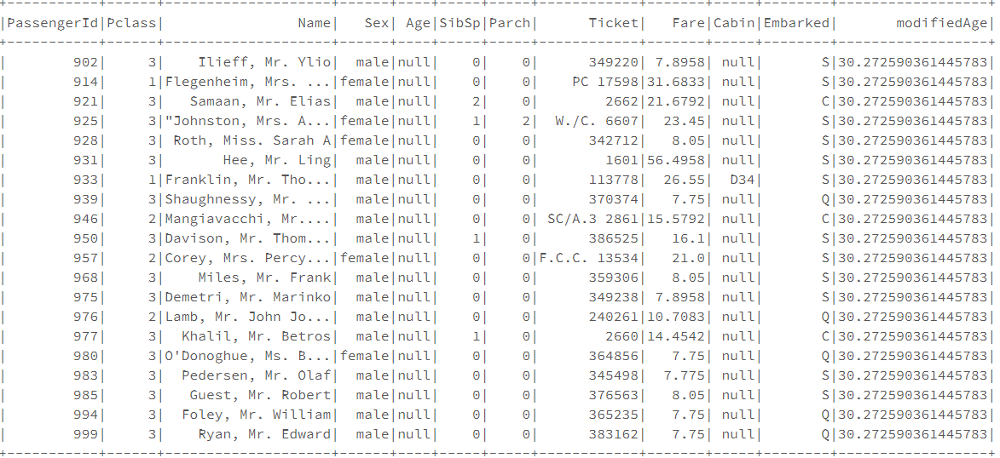 +-----------+------+--------------------+------+----+-----+-----+------------+-------+-----+--------+------------------+
|PassengerId|Pclass|                Name|   Sex| Age|SibSp|Parch|      Ticket|   Fare|Cabin|Embarked|       modifiedAge|
+-----------+------+--------------------+------+----+-----+-----+------------+-------+-----+--------+------------------+
|        902|     3|    Ilieff, Mr. Ylio|  male|null|    0|    0|      349220| 7.8958| null|       S|30.272590361445783|
|        914|     1|Flegenheim, Mrs. ...|female|null|    0|    0|    PC 17598|31.6833| null|       S|30.272590361445783|
|        921|     3|   Samaan, Mr. Elias|  male|null|    2|    0|        2662|21.6792| null|       C|30.272590361445783|
|        925|     3|"Johnston, Mrs. A...|female|null|    1|    2|  W./C. 6607|  23.45| null|       S|30.272590361445783|
|        928|     3| Roth, Miss. Sarah A|female|null|    0|    0|      342712|   8.05| null|       S|30.272590361445783|
|        931|     3|       Hee, Mr. Ling|  male|null|    0|    0|        1601|56.4958| null|       S|30.272590361445783|
|        933|     1|Franklin, Mr. Tho...|  male|null|    0|    0|      113778|  26.55|  D34|       S|30.272590361445783|
|        939|     3|Shaughnessy, Mr. ...|  male|null|    0|    0|      370374|   7.75| null|       Q|30.272590361445783|
|        946|     2|Mangiavacchi, Mr....|  male|null|    0|    0| SC/A.3 2861|15.5792| null|       C|30.272590361445783|
|        950|     3|Davison, Mr. Thom...|  male|null|    1|    0|      386525|   16.1| null|       S|30.272590361445783|
|        957|     2|Corey, Mrs. Percy...|female|null|    0|    0|F.C.C. 13534|   21.0| null|       S|30.272590361445783|
|        968|     3|     Miles, Mr. Frank|  male|null|    0|    0|      359306|   8.05| null|       S|30.272590361445783|
|        975|     3|Demetri, Mr. Marinko|  male|null|    0|    0|      349238| 7.8958| null|       S|30.272590361445783|
|        976|     2|Lamb, Mr. John Jo...|  male|null|    0|    0|      240261|10.7083| null|       Q|30.272590361445783|
|        977|     3|  Khalil, Mr. Betros|  male|null|    1|    0|        2660|14.4542| null|       C|30.272590361445783|
|        980|     3|O'Donoghue, Ms. B...|female|null|    0|    0|      364856|   7.75| null|       Q|30.272590361445783|
|        983|     3|  Pedersen, Mr. Olaf|  male|null|    0|    0|      345498|  7.775| null|       S|30.272590361445783|
|        985|     3|   Guest, Mr. Robert|  male|null|    0|    0|      376563|   8.05| null|       S|30.272590361445783|
|        994|     3|  Foley, Mr. William|  male|null|    0|    0|      365235|   7.75| null|       Q|30.272590361445783|
|        999|     3|    Ryan, Mr. Edward|  male|null|    0|    0|      383162|   7.75| null|       Q|30.272590361445783|
+-----------+------+--------------------+------+----+-----+-----+------------+-------+-----+--------+------------------+